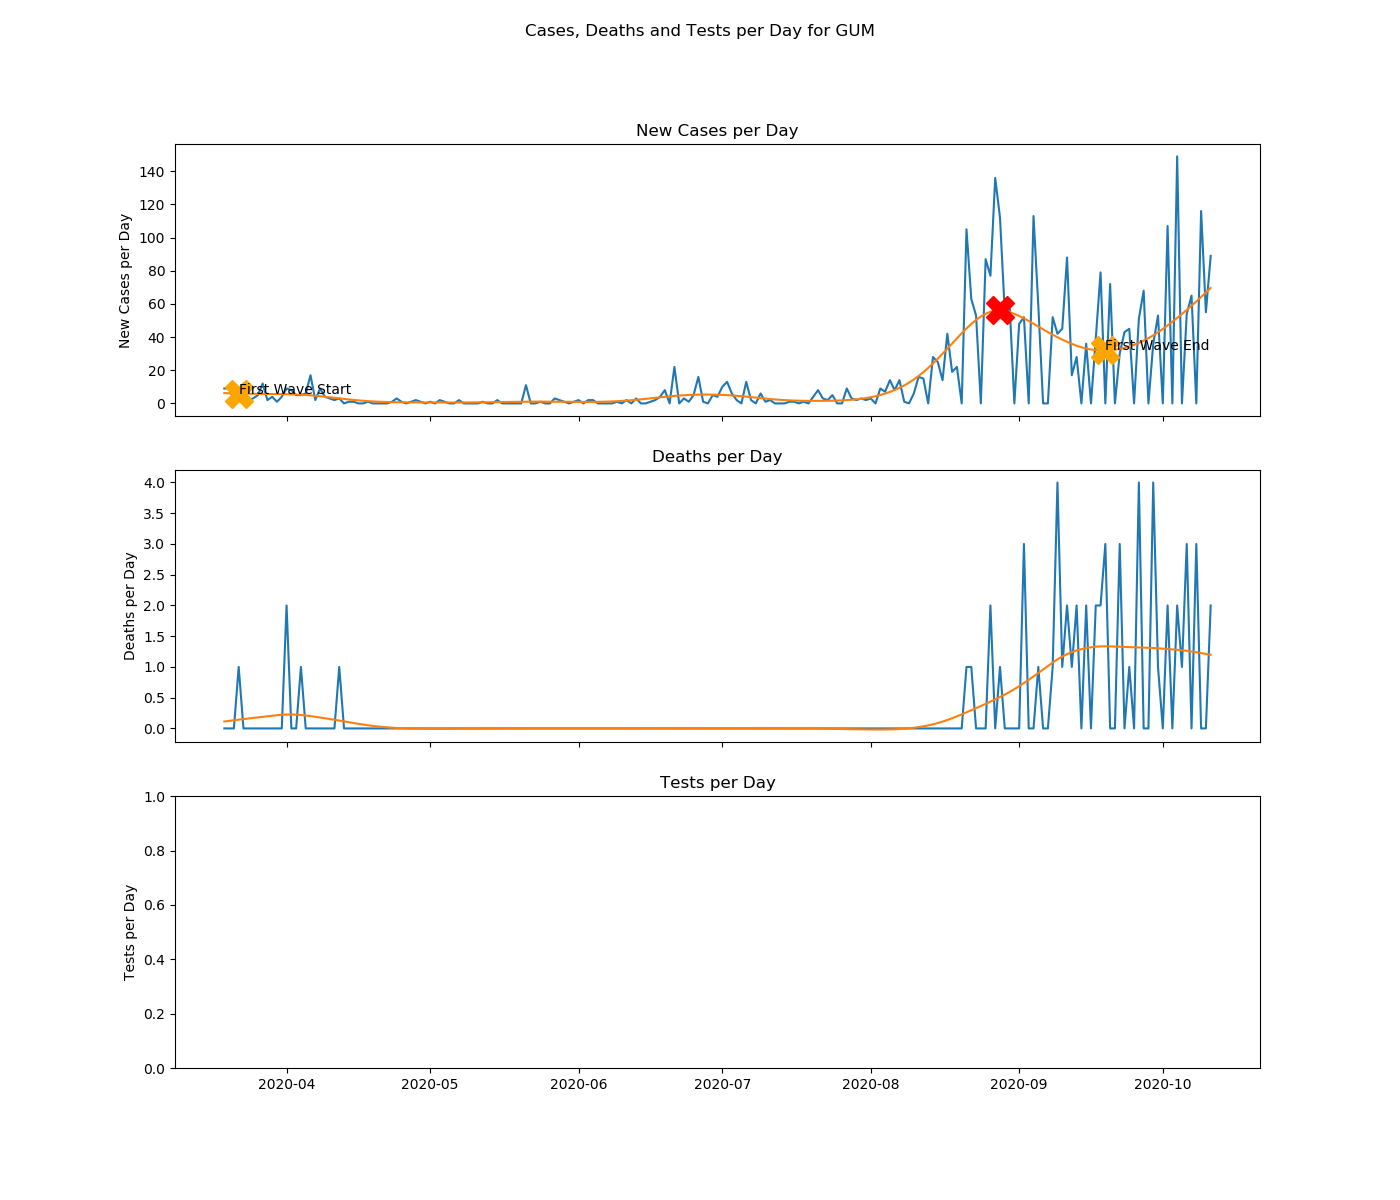 Cases, Deaths and Tests per Day for GUM
New Cases per Day
New Cases per Day
140
120
100
80
60
40
20
0
First Wave Start
First Wave End
Deaths per Day
Deaths per Day
4.0
3.5
3.0
2.5
2.0
1.5
1.0
0.5
0.0
Tests per Day
Tests per Day
1.0
0.8
0.6
0.4
0.2
0.0
2020-04 2020-05 2020-06 2020-07 2020-08 2020-09 2020-10